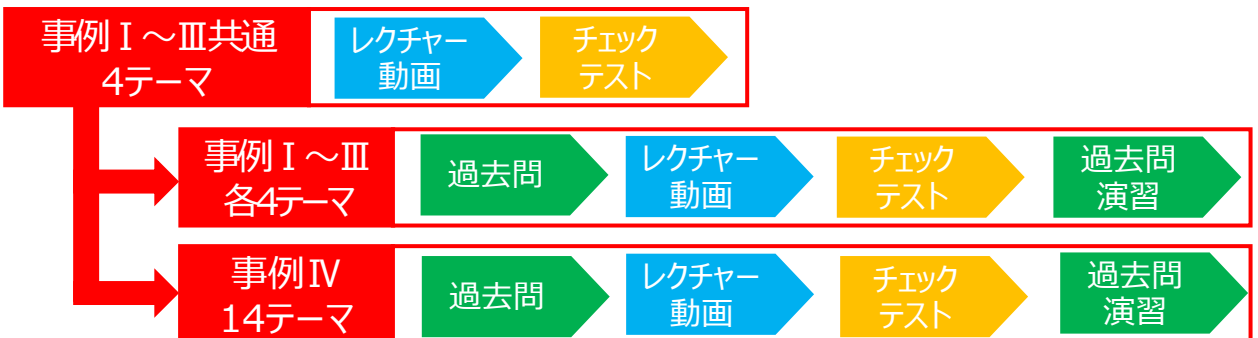 事例Ⅰ～Ⅲ共通
4テーマ
レクチャー
動画
チェック
テスト
事例Ⅰ～Ⅲ
各4テーマ
過去問
レクチャー
動画
チェック
テスト
過去問
演習
事例Ⅳ
14テーマ
過去問
レクチャー
動画
チェック
テスト
過去問
演習